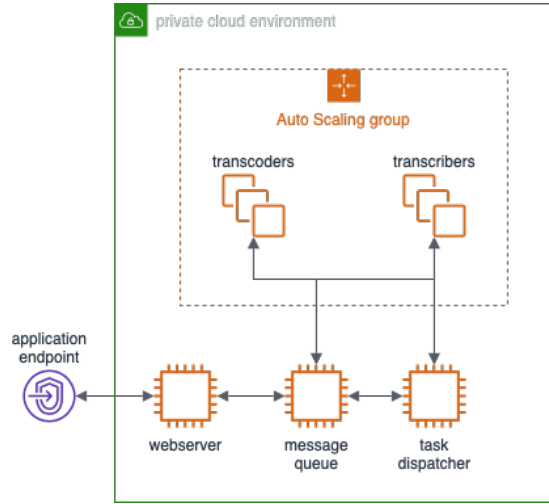 private cloud environment
Auto Scaling group
transcoders
transcribers
application
endpoint
webserver
message
queue
task
dispatcher